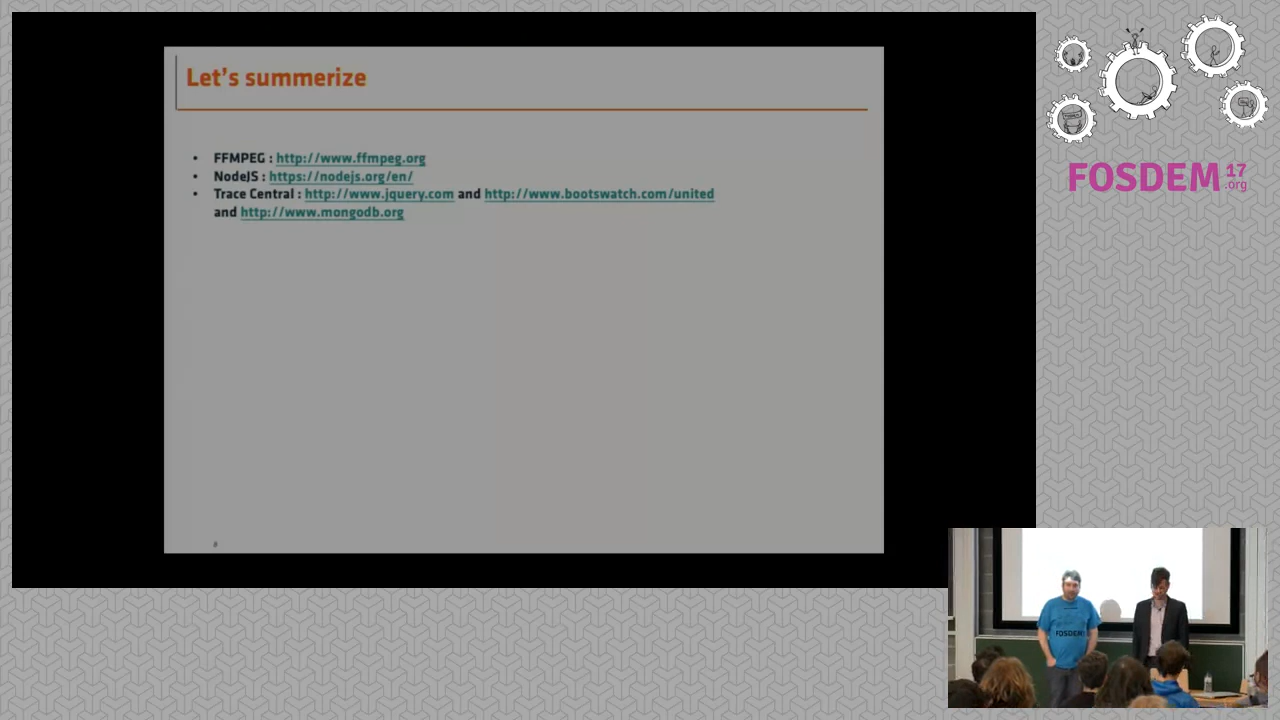 Let's summerize
• FFMPEG : http://www.ffmpeg.org
• NodeJS : https://nodejs.org/en/
• Trace Central : http://www.jquery.com and http://www.bootswatch.com/united
and http://www.mongodb.org
FOSDEM 17
.org
FOSDEM